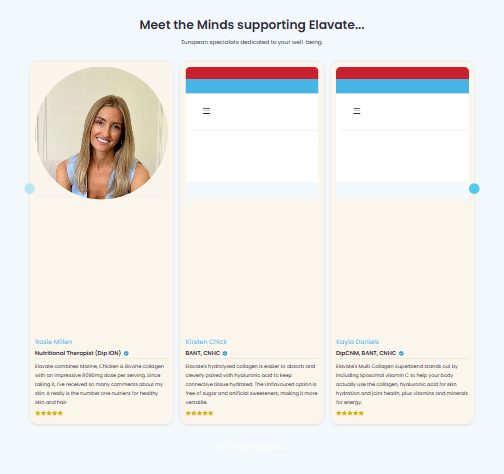 Meet the Minds supporting Elavate...
European specialists dedicated to your well-being.
Rosie Millen
Nutritional Therapist (Dip ION)
Elavate combines Marine, Chicken & Bovine collagen
with an impressive 8090mg dose per serving. Since
taking it, I've received so many comments about my
skin. It really is the number one nutrient for healthy
skin and hair.
Kirsten Chick
BANT, CNHC
Elavate's hydrolysed collagen is easier to absorb and
cleverly paired with hyaluronic acid to keep
connective tissue hydrated. The Unflavoured option is
free of sugar and artificial sweeteners, making it more
versatile.
Kayla Daniels
DipCNM, BANT, CNHC
Elavate's Multi Collagen Superblend stands out by
including liposomal vitamin C to help your body
actually use the collagen, hyaluronic acid for skin
hydration and joint health, plus vitamins and minerals
for energy.